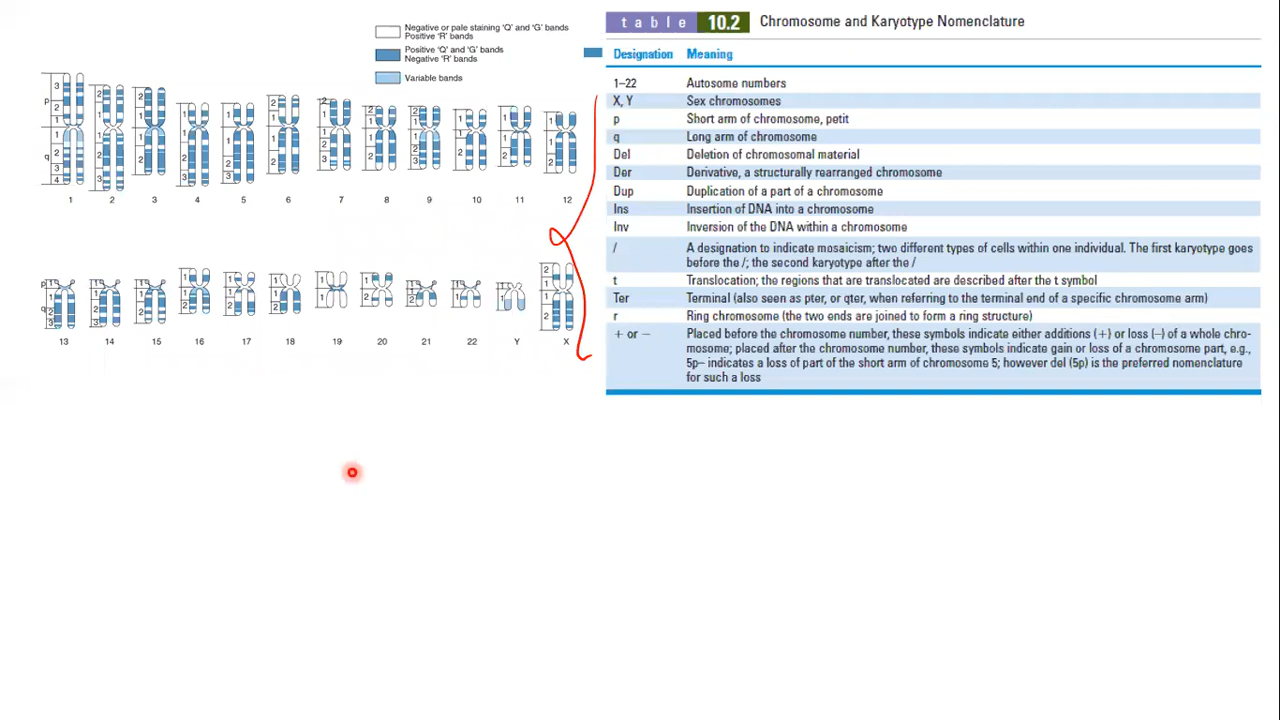 Negative or pale staining 'Q' and 'G' bands
Positive 'R' bands
Positive 'Q' and 'G' bands
Negative 'R' bands
Variable bands
3
p
2
1
1
q
2
3
4
1
2
3
4
5
6
7
8
9
10
11
12
13
14
15
16
17
18
19
20
21
22
Y
X
table 10.2 Chromosome and Karyotype Nomenclature
Designation Meaning
1–22 Autosome numbers
X, Y Sex chromosomes
p Short arm of chromosome, petit
q Long arm of chromosome
Del Deletion of chromosomal material
Der Derivative, a structurally rearranged chromosome
Dup Duplication of a part of a chromosome
Ins Insertion of DNA into a chromosome
Inv Inversion of the DNA within a chromosome
/ A designation to indicate mosaicism; two different types of cells within one individual. The first karyotype goes
before the /; the second karyotype after the /
t Translocation; the regions that are translocated are described after the t symbol
Ter Terminal (also seen as pter, or qter, when referring to the terminal end of a specific chromosome arm)
r Ring chromosome (the two ends are joined to form a ring structure)
+ or − Placed before the chromosome number, these symbols indicate either additions (+) or loss (−) of a whole chro-
mosome; placed after the chromosome number, these symbols indicate gain or loss of a chromosome part, e.g.,
5p– indicates a loss of part of the short arm of chromosome 5; however del (5p) is the preferred nomenclature
for such a loss